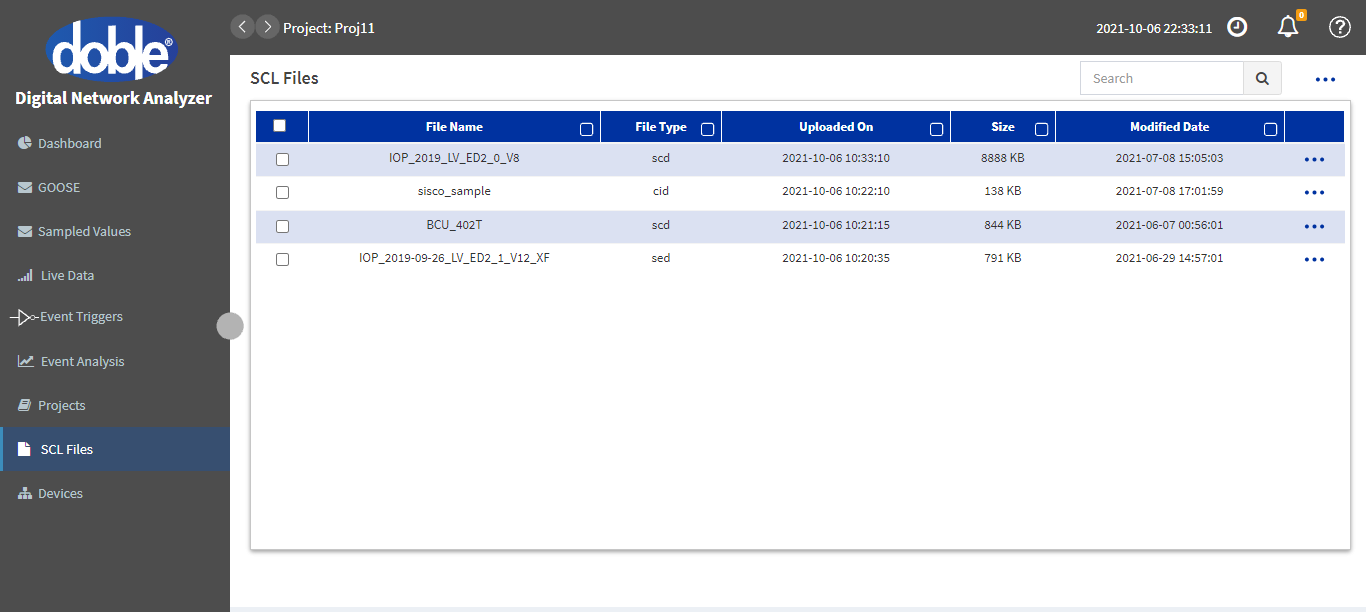 doble®
Digital Network Analyzer
Dashboard
GOOSE
Sampled Values
Live Data
Event Triggers
Event Analysis
Projects
SCL Files
Devices
Project: Proj11
2021-10-06 22:33:11
0
SCL Files
Search
File Name File Type Uploaded On Size Modified Date
IOP_2019_LV_ED2_0_V8 scd 2021-10-06 10:33:10 8888 KB 2021-07-08 15:05:03
sisco_sample cid 2021-10-06 10:22:10 138 KB 2021-07-08 17:01:59
BCU_402T scd 2021-10-06 10:21:15 844 KB 2021-06-07 00:56:01
IOP_2019-09-26_LV_ED2_1_V12_XF sed 2021-10-06 10:20:35 791 KB 2021-06-29 14:57:01